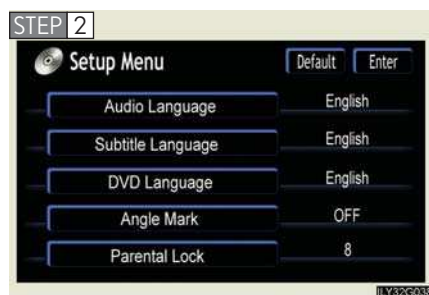 STEP 2
Setup Menu Default Enter
Audio Language English
Subtitle Language English
DVD Language English
Angle Mark OFF
Parental Lock 8